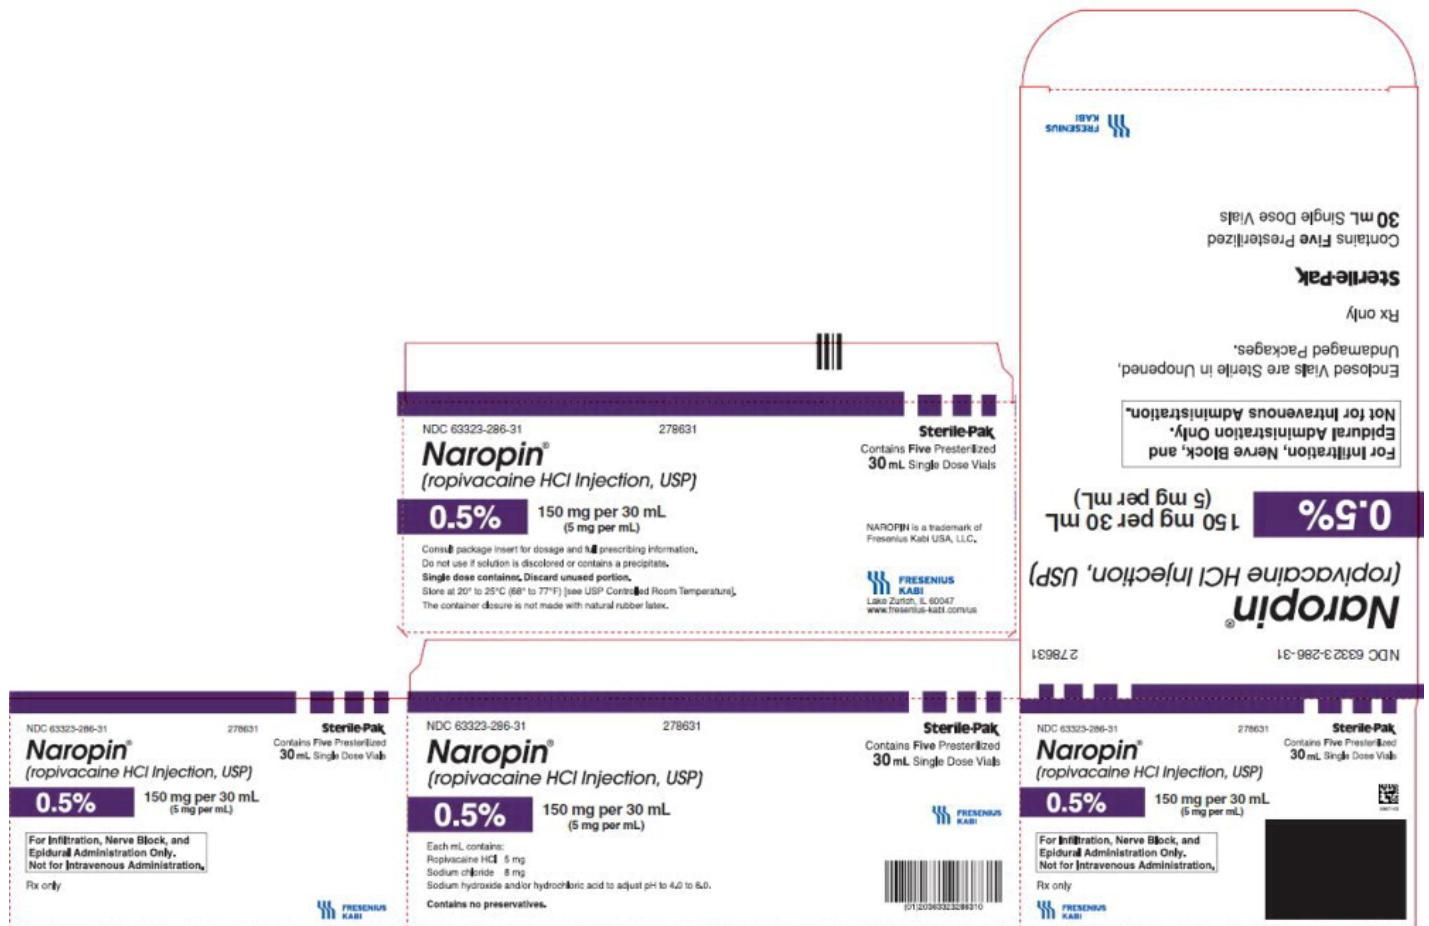 FRESENIUS
KABI
30 mL Single Dose Vials
Contains Five Presterilized
Sterile-Pak
Rx only
Undamaged Packages.
Enclosed Vials are Sterile in Unopened,
Not for Intravenous Administration.
Epidural Administration Only.
For Infiltration, Nerve Block, and
(5 mg per mL)
150 mg per 30 mL
0.5%
(ropivacaine HCl Injection, USP)
Naropin®
NDC 63323-286-31 278631
NDC 63323-286-31 278631 Sterile-Pak
Naropin® Contains Five Presterilized
30 mL Single Dose Vials
(ropivacaine HCl Injection, USP)
0.5% 150 mg per 30 mL
(5 mg per mL)
NAROPIN is a trademark of
Fresenius Kabi USA, LLC.
Consult package insert for dosage and full prescribing information.
Do not use if solution is discolored or contains a precipitate.
Single dose container. Discard unused portion.
Store at 20° to 25°C (68° to 77°F) [see USP Controlled Room Temperature].
The container closure is not made with natural rubber latex.
FRESENIUS
KABI
Lake Zurich, IL 60047
www.fresenius-kabi.com/us
NDC 63323-286-31 278631 Sterile-Pak
Naropin® Contains Five Presterilized
30 mL Single Dose Vials
(ropivacaine HCl Injection, USP)
0.5% 150 mg per 30 mL
(5 mg per mL)
For Infiltration, Nerve Block, and
Epidural Administration Only.
Not for Intravenous Administration.
Rx only
FRESENIUS
KABI
NDC 63323-286-31 278631 Sterile-Pak
Naropin® Contains Five Presterilized
30 mL Single Dose Vials
(ropivacaine HCl Injection, USP)
0.5% 150 mg per 30 mL
(5 mg per mL)
FRESENIUS
KABI
Each mL contains:
Ropivacaine HCl 5 mg
Sodium chloride 8 mg
Sodium hydroxide and/or hydrochloric acid to adjust pH to 4.0 to 6.0.
Contains no preservatives.
(01)20363323286310
NDC 63323-286-31 278631 Sterile-Pak
Naropin® Contains Five Presterilized
30 mL Single Dose Vials
(ropivacaine HCl Injection, USP)
0.5% 150 mg per 30 mL
(5 mg per mL)
For Infiltration, Nerve Block, and
Epidural Administration Only.
Not for Intravenous Administration.
Rx only
FRESENIUS
KABI